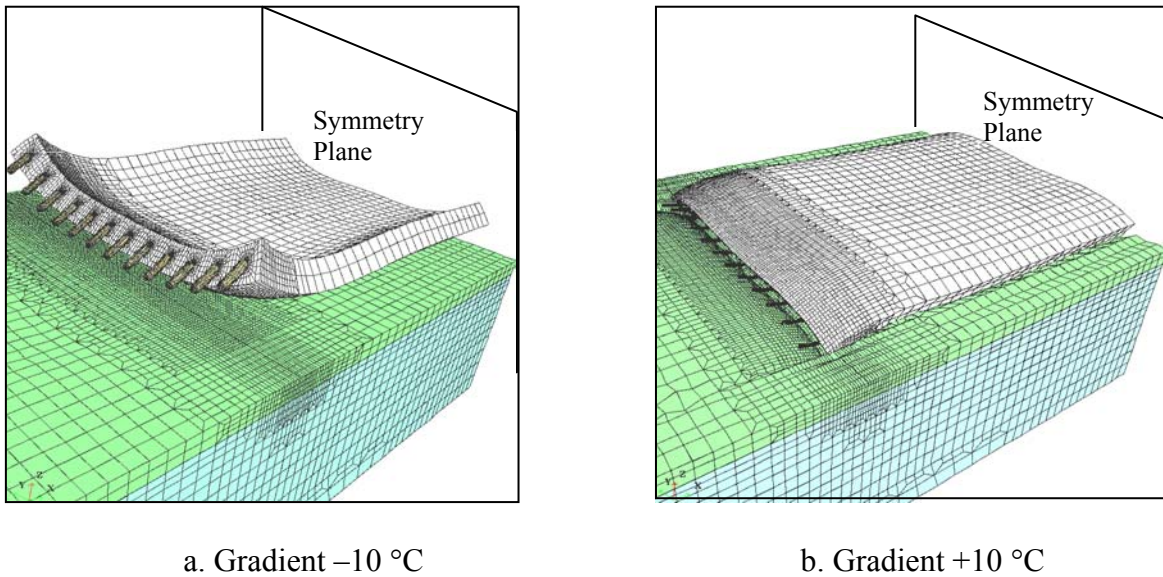 Symmetry
Plane
Z
Y
X
a. Gradient –10 °C
Symmetry
Plane
Z
Y
X
b. Gradient +10 °C